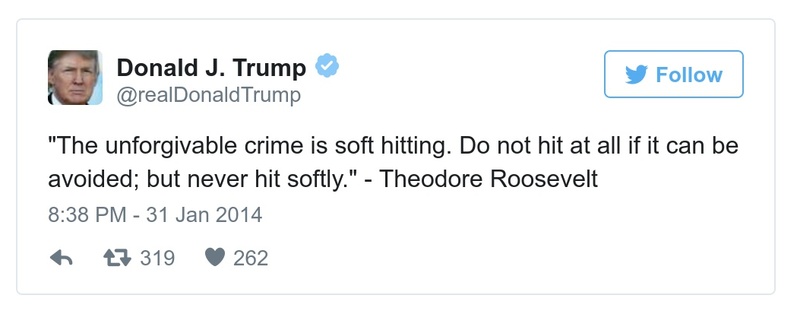 Donald J. Trump
@realDonaldTrump
Follow
"The unforgivable crime is soft hitting. Do not hit at all if it can be
avoided; but never hit softly." - Theodore Roosevelt
8:38 PM - 31 Jan 2014
319 262